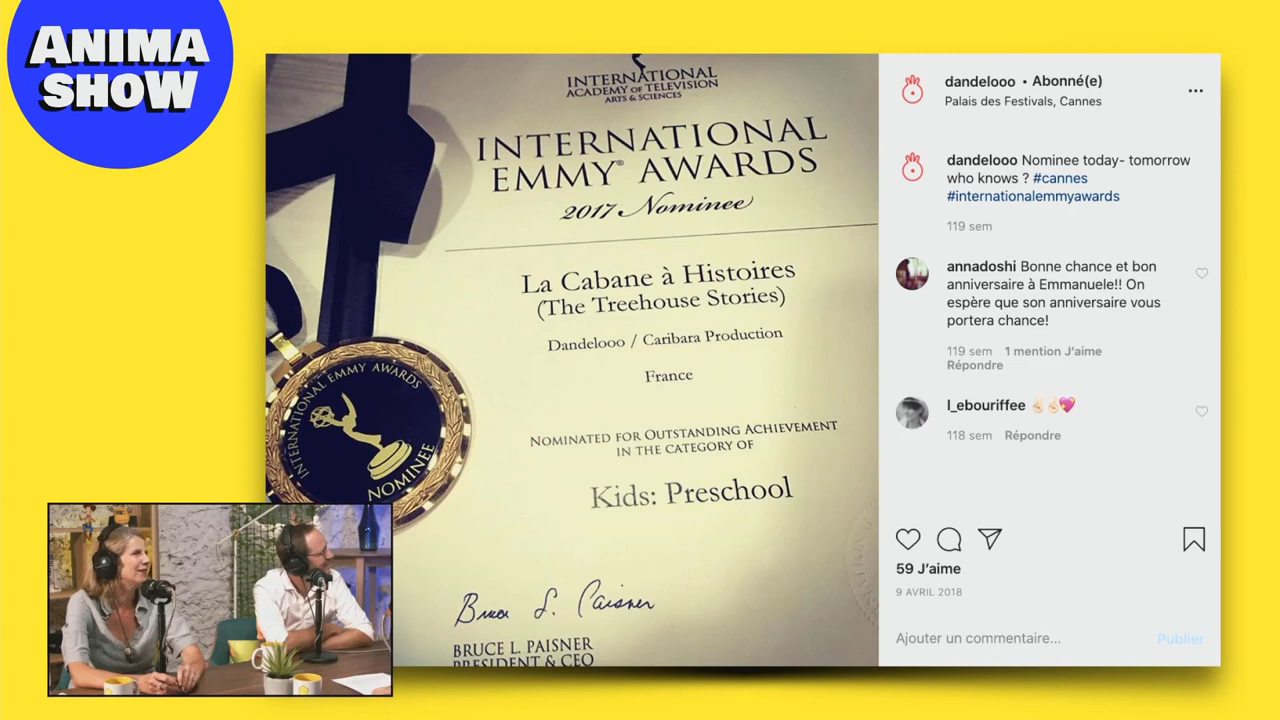 ANIMA
SHOW
INTERNATIONAL
ACADEMY OF TELEVISION
ARTS & SCIENCES
INTERNATIONAL
EMMY® AWARDS
2017 Nominee
La Cabane à Histoires
(The Treehouse Stories)
Dandelooo / Caribara Production
France
NOMINATED FOR OUTSTANDING ACHIEVEMENT
IN THE CATEGORY OF
Kids: Preschool
Bruce L. Paisner
BRUCE L. PAISNER
PRESIDENT & CEO
INTERNATIONAL EMMY AWARDS
NOMINEE
dandelooo • Abonné(e)
Palais des Festivals, Cannes
dandelooo Nominee today- tomorrow
who knows ? #cannes
#internationalemmyawards
119 sem
annadoshi Bonne chance et bon
anniversaire à Emmanuele!! On
espère que son anniversaire vous
portera chance!
119 sem 1 mention J'aime
Répondre
l_ebouriffee ✌🏻✌🏻💖
118 sem Répondre
59 J'aime
9 AVRIL 2018
Ajouter un commentaire...
Publier